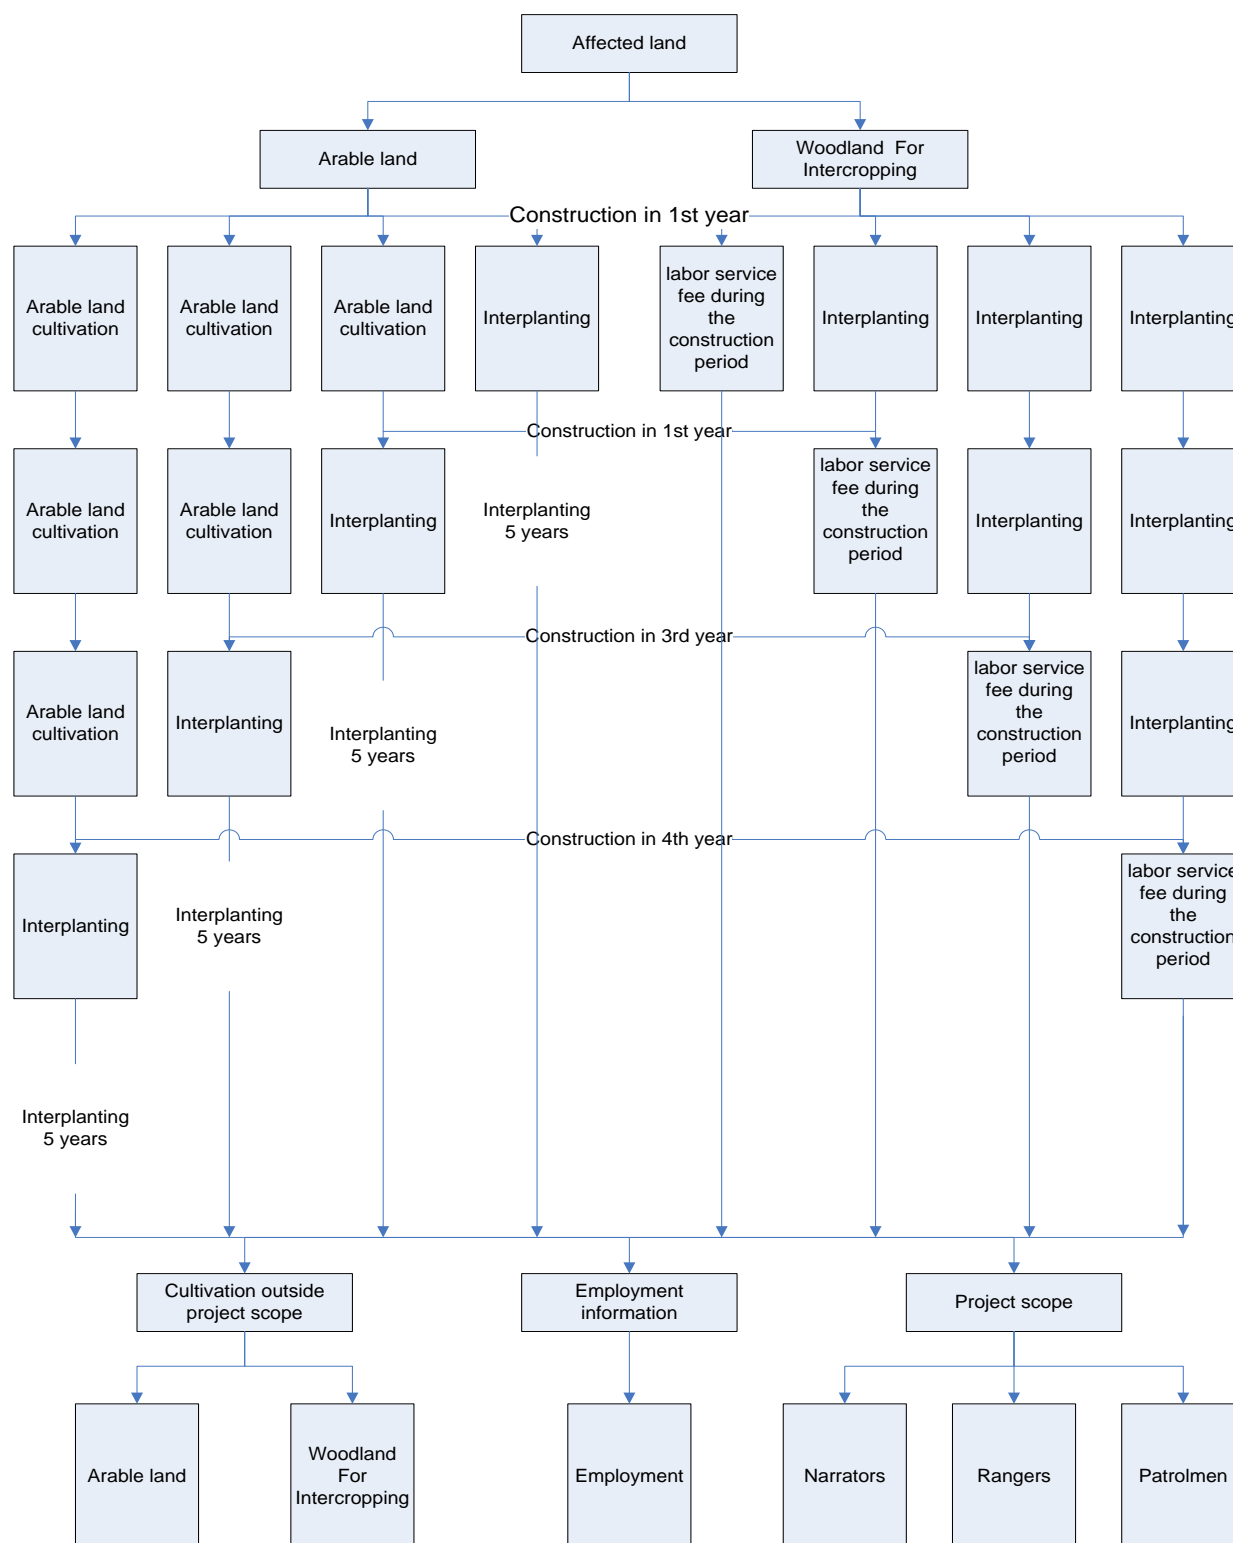 Affected land
Arable land
Woodland For
Intercropping
Construction in 1st year
Arable land
cultivation
Arable land
cultivation
Arable land
cultivation
Interplanting
labor service
fee during
the
construction
period
Interplanting
Interplanting
Interplanting
Construction in 1st year
Arable land
cultivation
Arable land
cultivation
Interplanting
Interplanting
5 years
labor service
fee during
the
construction
period
Interplanting
Interplanting
Construction in 3rd year
Arable land
cultivation
Interplanting
Interplanting
5 years
labor service
fee during
the
construction
period
Interplanting
Construction in 4th year
Interplanting
Interplanting
5 years
labor service
fee during
the
construction
period
Interplanting
5 years
Cultivation outside
project scope
Employment
information
Project scope
Arable land
Woodland
For
Intercropping
Employment
Narrators
Rangers
Patrolmen